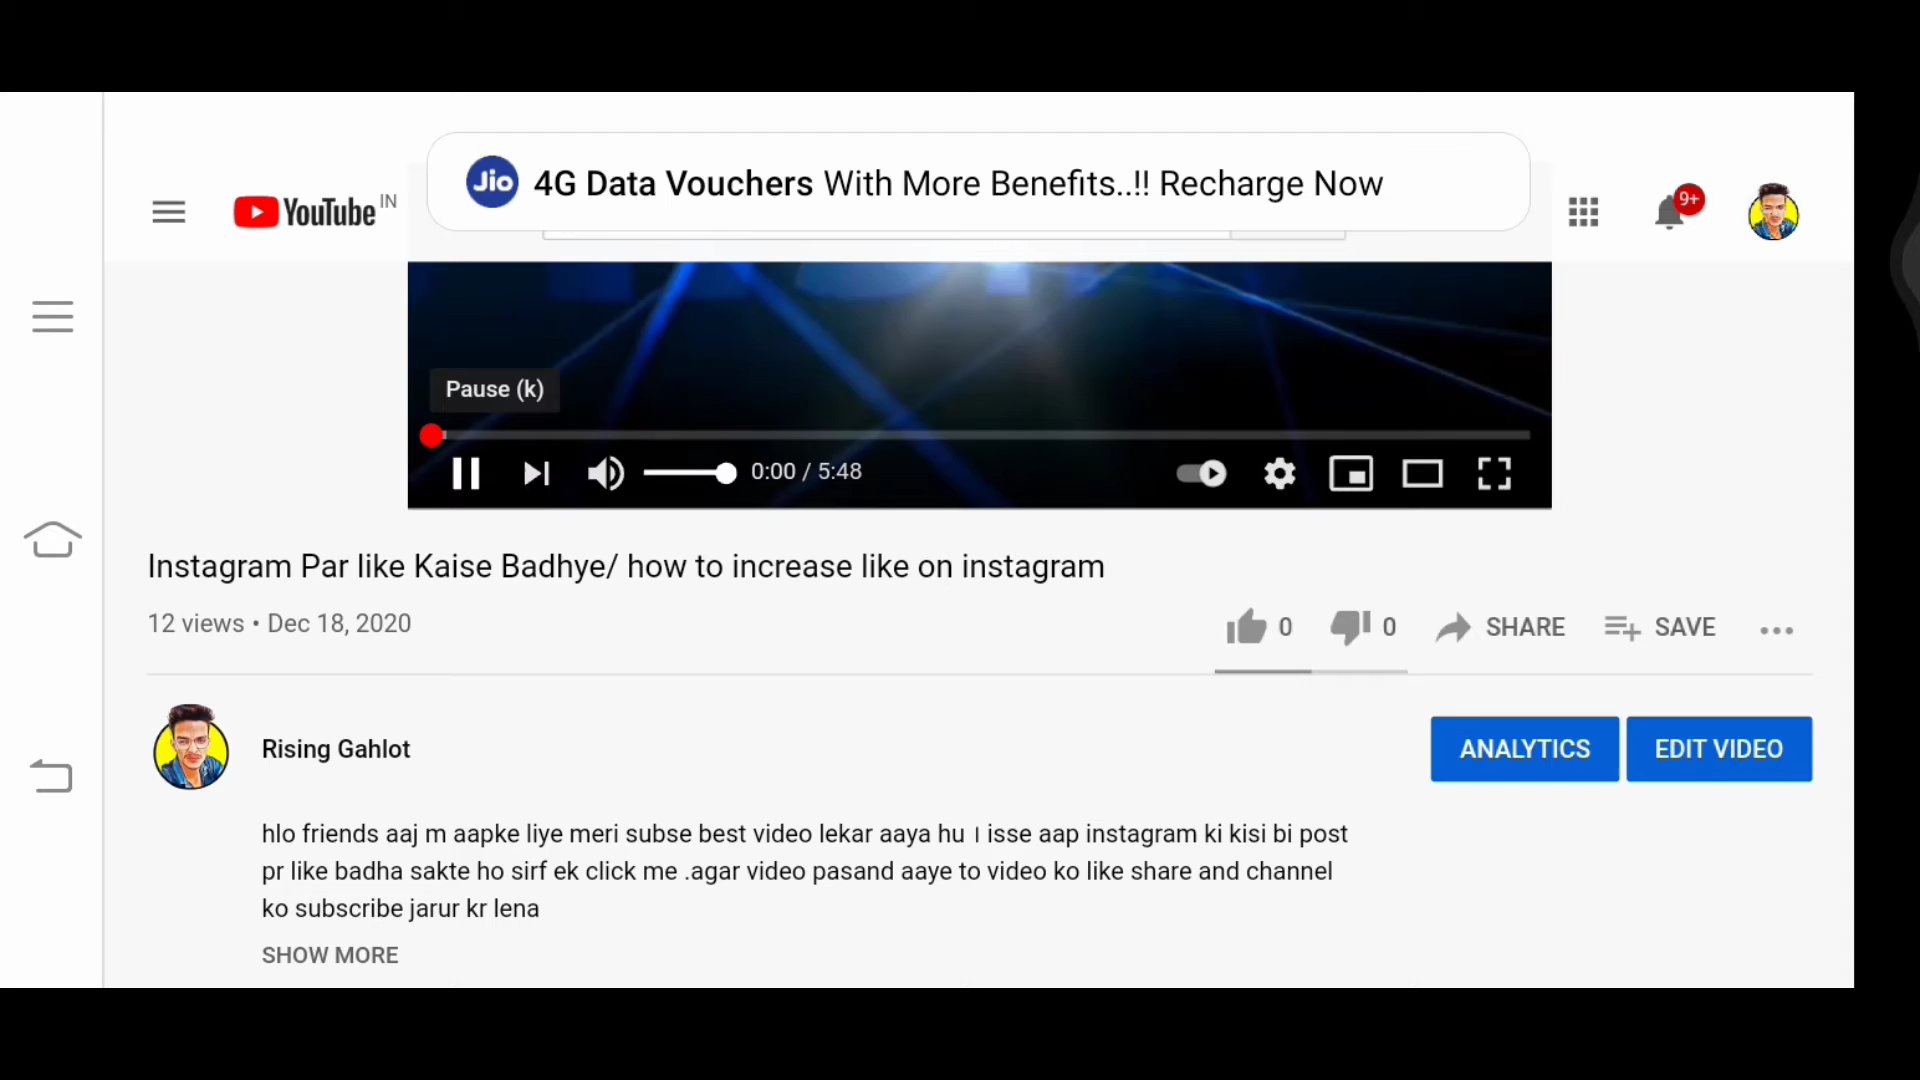 Jio 4G Data Vouchers With More Benefits..!! Recharge Now
YouTube IN
9+
Pause (k)
0:00 / 5:48
Instagram Par like Kaise Badhye/ how to increase like on instagram
12 views • Dec 18, 2020
0 0 SHARE SAVE
Rising Gahlot
ANALYTICS EDIT VIDEO
hlo friends aaj m aapke liye meri subse best video lekar aaya hu । isse aap instagram ki kisi bi post
pr like badha sakte ho sirf ek click me .agar video pasand aaye to video ko like share and channel
ko subscribe jarur kr lena
SHOW MORE